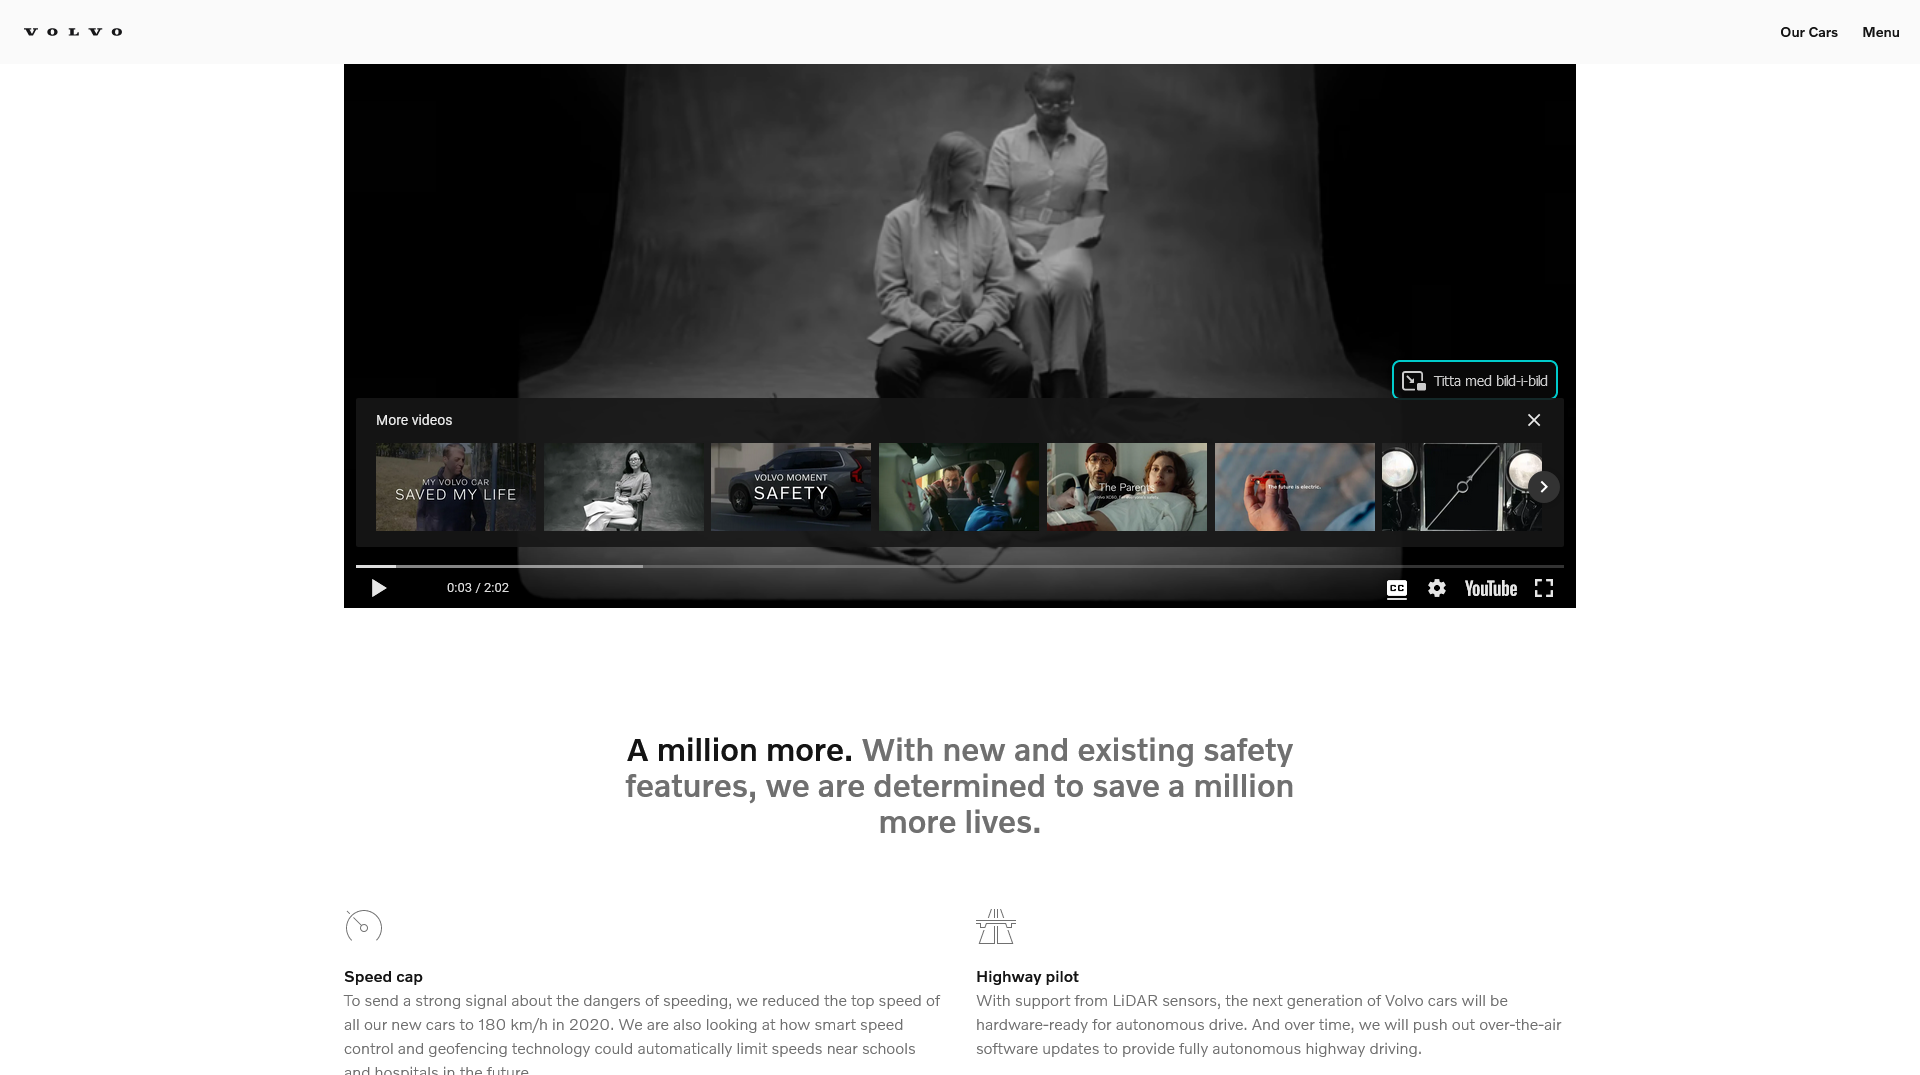 VOLVO
Our Cars
Menu
Titta med bild-i-bild
More videos
MY VOLVO CAR
SAVED MY LIFE
VOLVO MOMENT
SAFETY
The Parents
The future is electric.
0:03 / 2:02
CC
YouTube
A million more. With new and existing safety
features, we are determined to save a million
more lives.
Speed cap
To send a strong signal about the dangers of speeding, we reduced the top speed of
all our new cars to 180 km/h in 2020. We are also looking at how smart speed
control and geofencing technology could automatically limit speeds near schools
and hospitals in the future.
Highway pilot
With support from LiDAR sensors, the next generation of Volvo cars will be
hardware-ready for autonomous drive. And over time, we will push out over-the-air
software updates to provide fully autonomous highway driving.